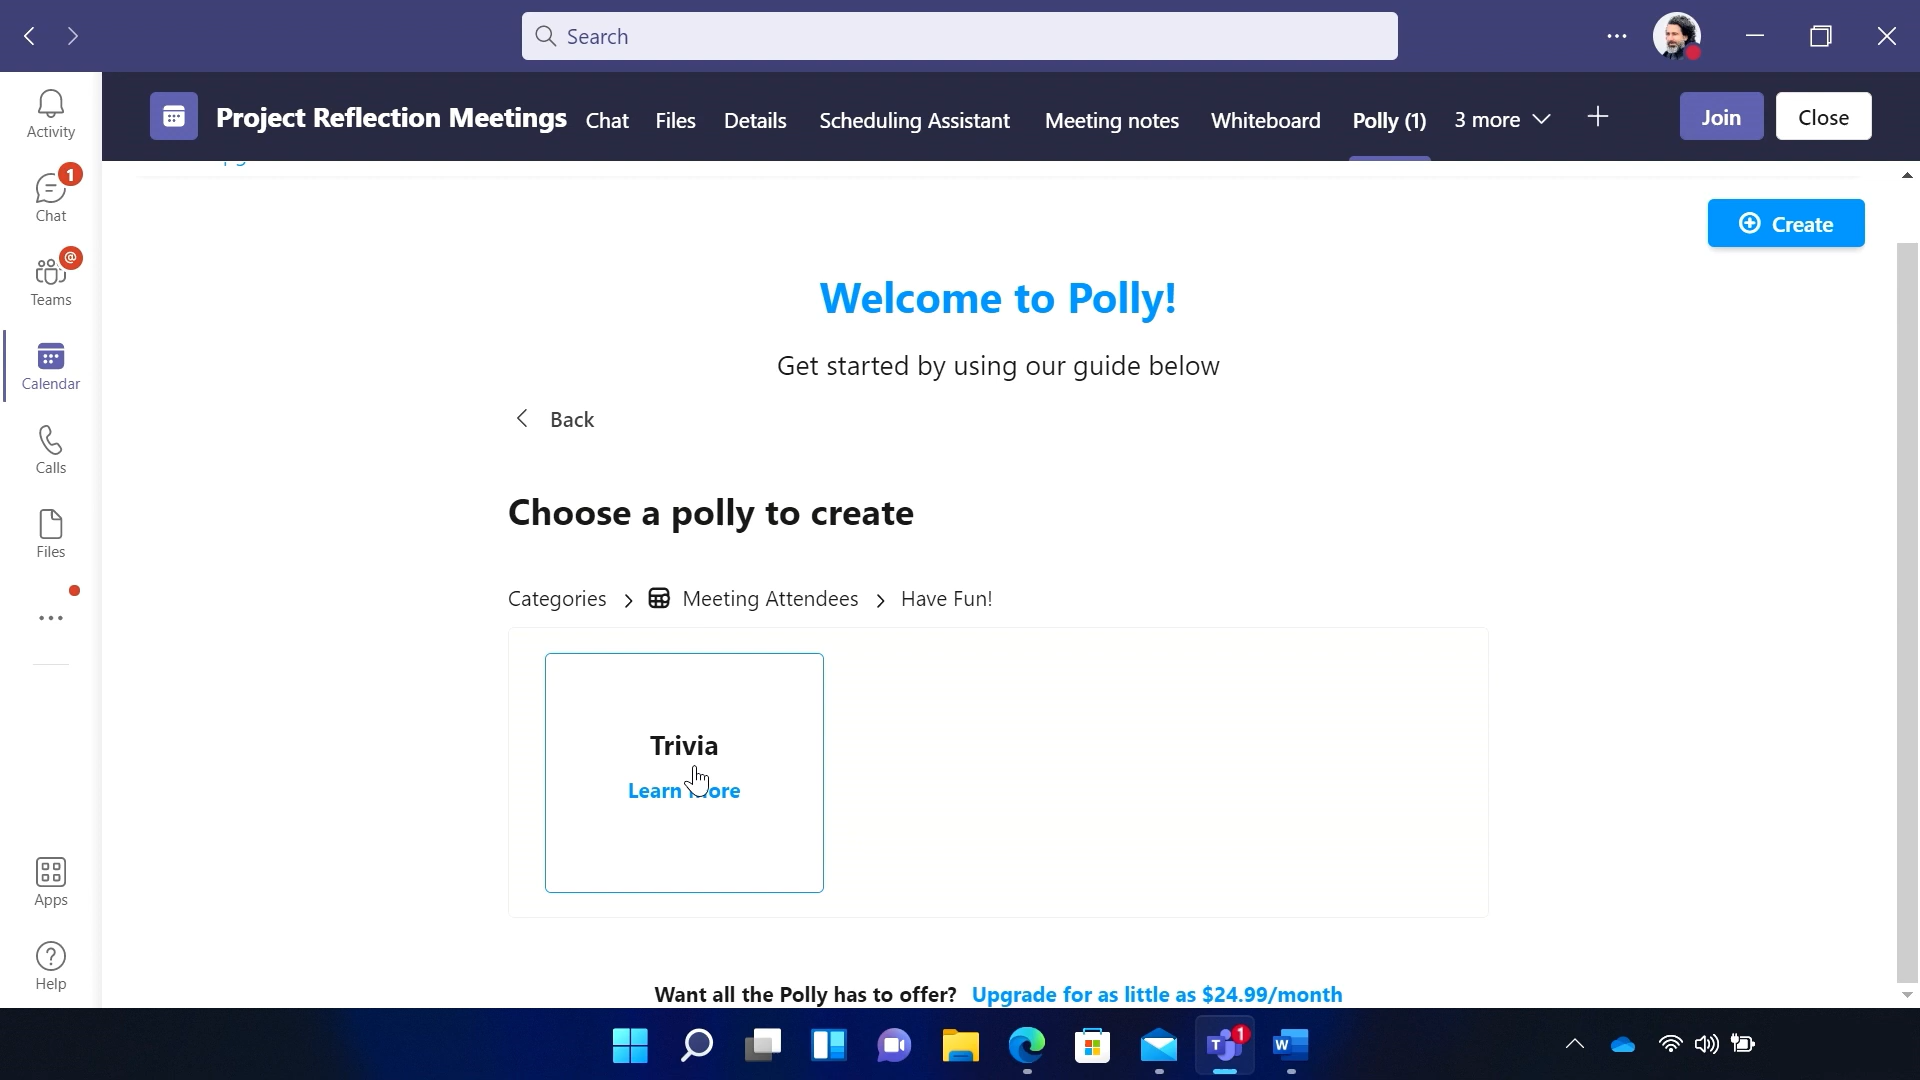 Search
Activity
1
Chat
@
Teams
Calendar
Calls
Files
Apps
Help
Project Reflection Meetings
Chat
Files
Details
Scheduling Assistant
Meeting notes
Whiteboard
Polly (1)
3 more
Join
Close
Create
Welcome to Polly!
Get started by using our guide below
Back
Choose a polly to create
Categories > Meeting Attendees > Have Fun!
Trivia
Learn More
Want all the Polly has to offer? Upgrade for as little as $24.99/month
T
1
W